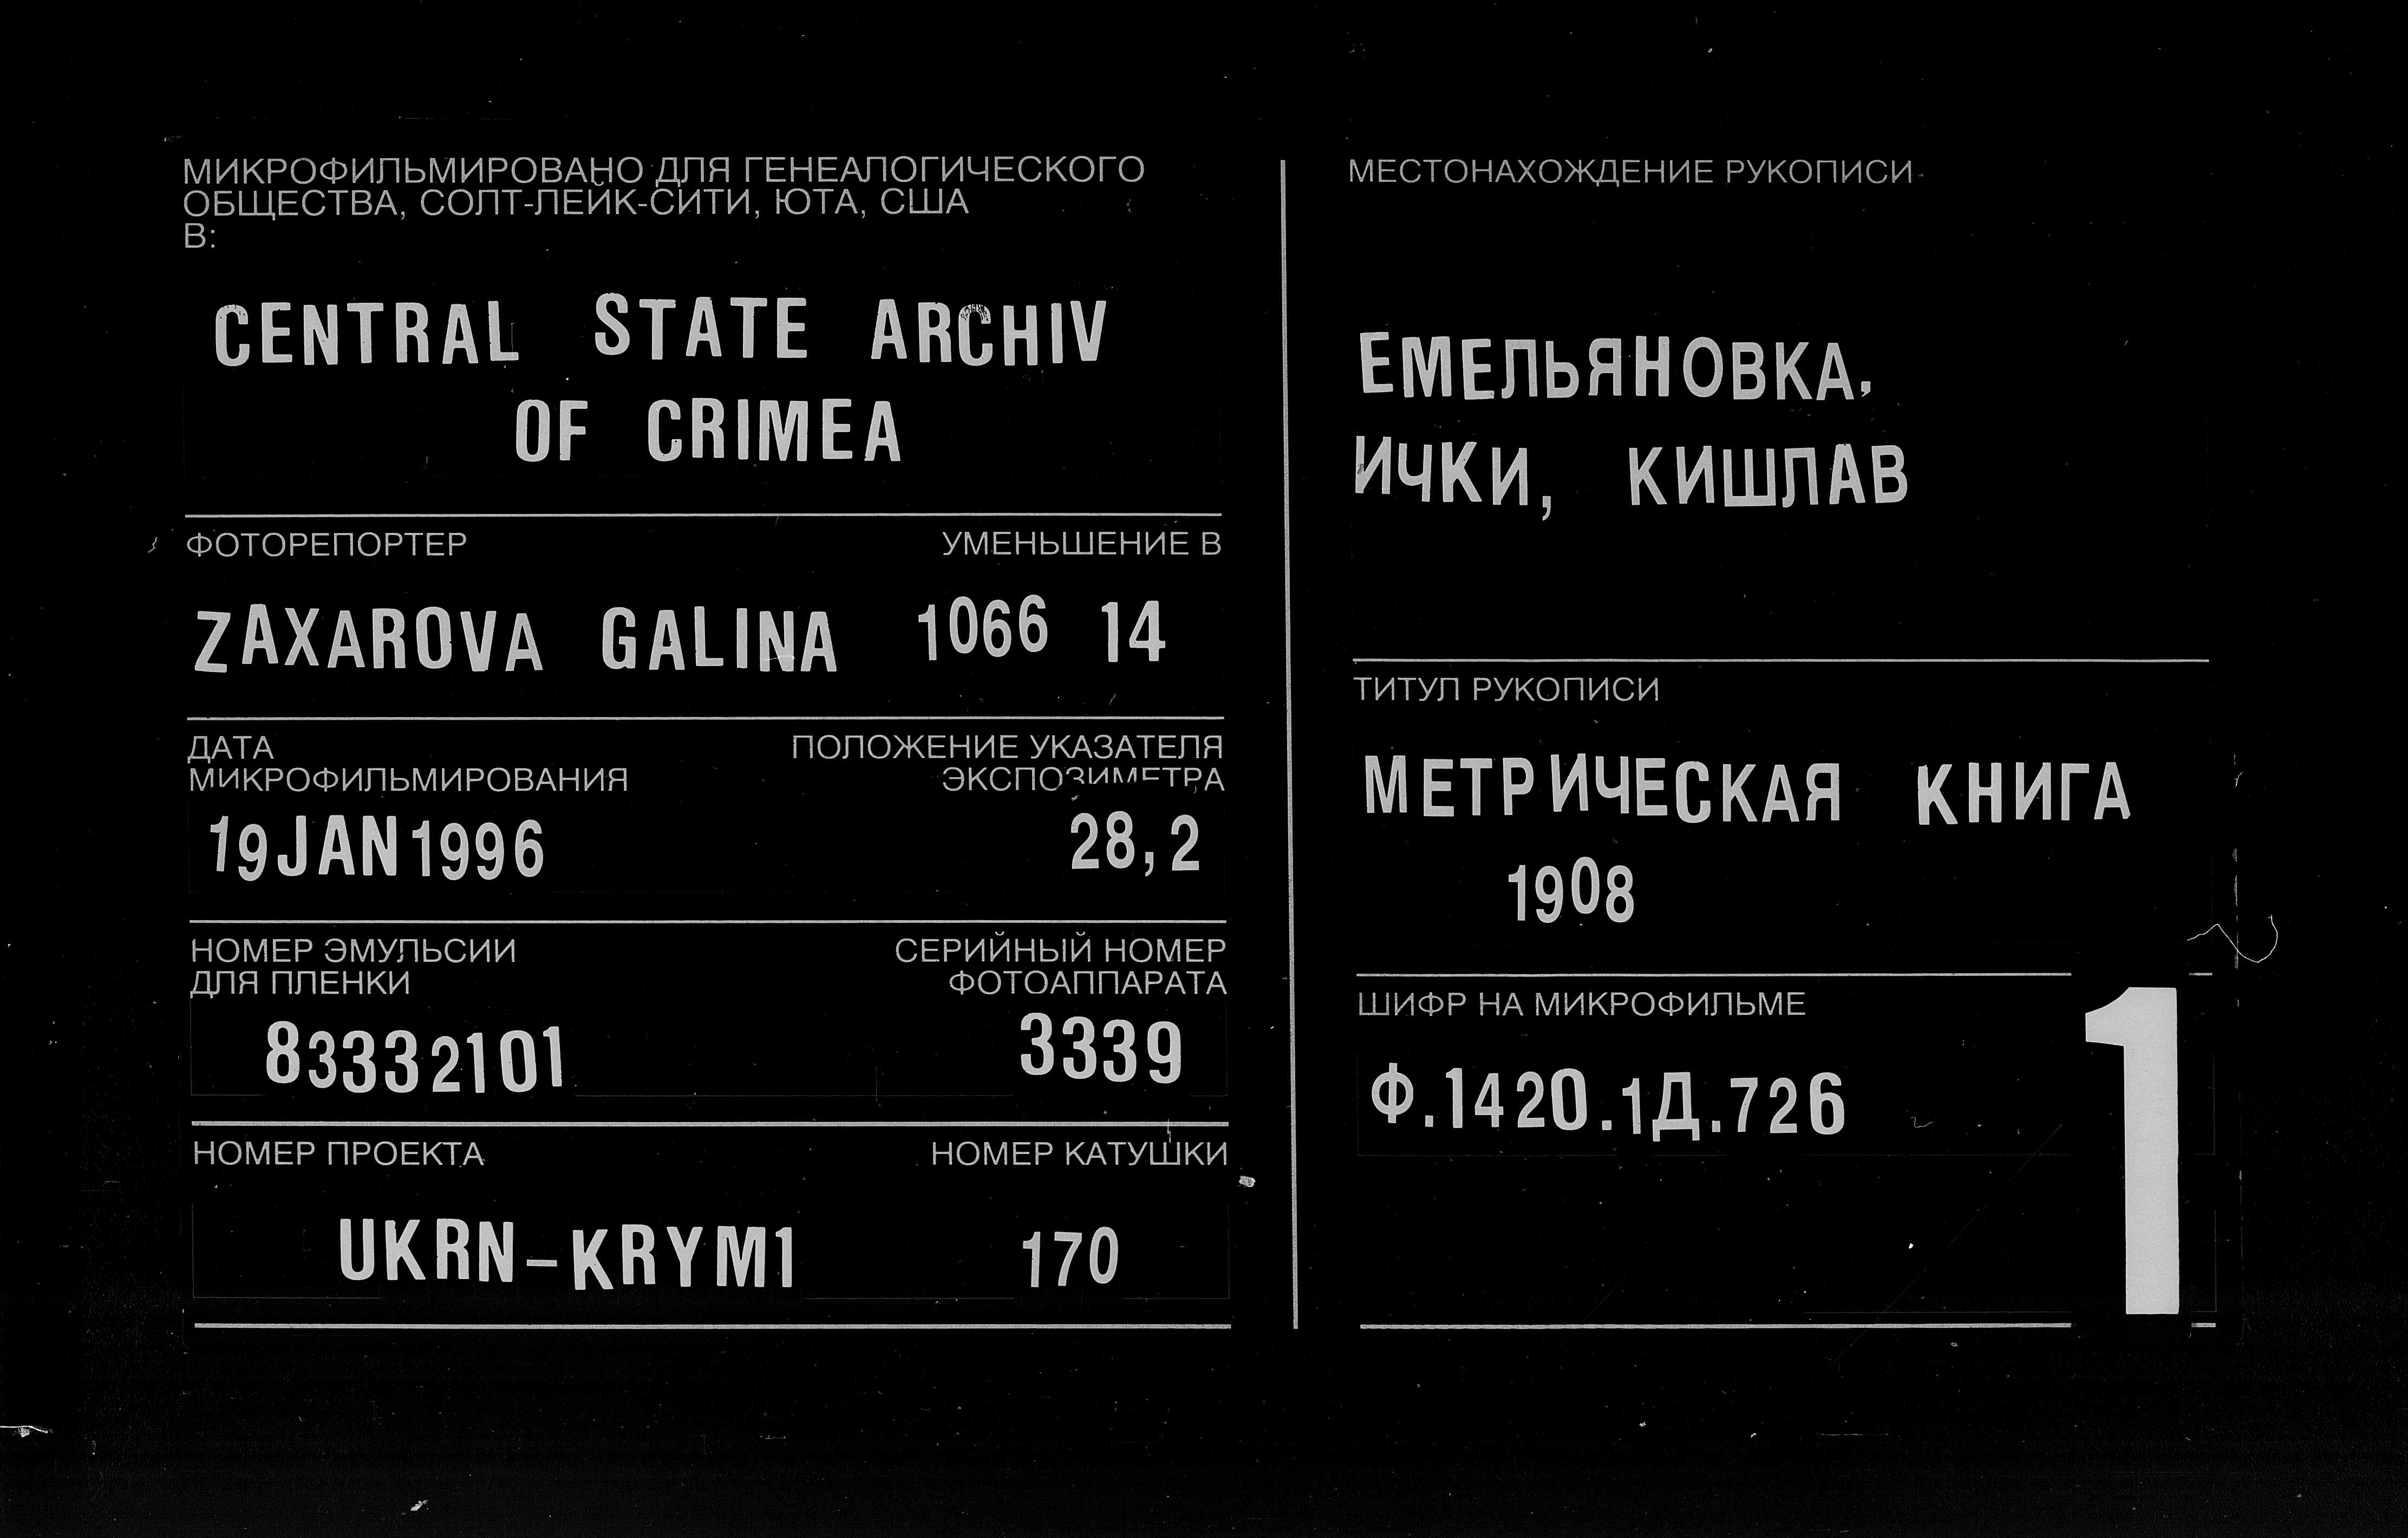 МИКРОФИЛЬМИРОВАНО ДЛЯ ГЕНЕАЛОГИЧЕСКОГО
ОБЩЕСТВА, СОЛТ-ЛЕЙК-СИТИ, ЮТА, США
В:
CENTRAL STATE ARCHIV
OF CRIMEA
ФОТОРЕПОРТЕР УМЕНЬШЕНИЕ В
ZAXAROVA GALINA 1066 14
ДАТА
МИКРОФИЛЬМИРОВАНИЯ
ПОЛОЖЕНИЕ УКАЗАТЕЛЯ
ЭКСПОЗИМЕТРА
19JAN1996 28,2
НОМЕР ЭМУЛЬСИИ
ДЛЯ ПЛЕНКИ
СЕРИЙНЫЙ НОМЕР
ФОТОАППАРАТА
83332101 3339
НОМЕР ПРОЕКТА НОМЕР КАТУШКИ
UKRN-KRYM1 170
МЕСТОНАХОЖДЕНИЕ РУКОПИСИ
ЕМЕЛЬЯНОВКА,
ИЧКИ, КИШЛАВ
ТИТУЛ РУКОПИСИ
МЕТРИЧЕСКАЯ КНИГА
1908
ШИФР НА МИКРОФИЛЬМЕ
Ф.1420.1Д.726
1